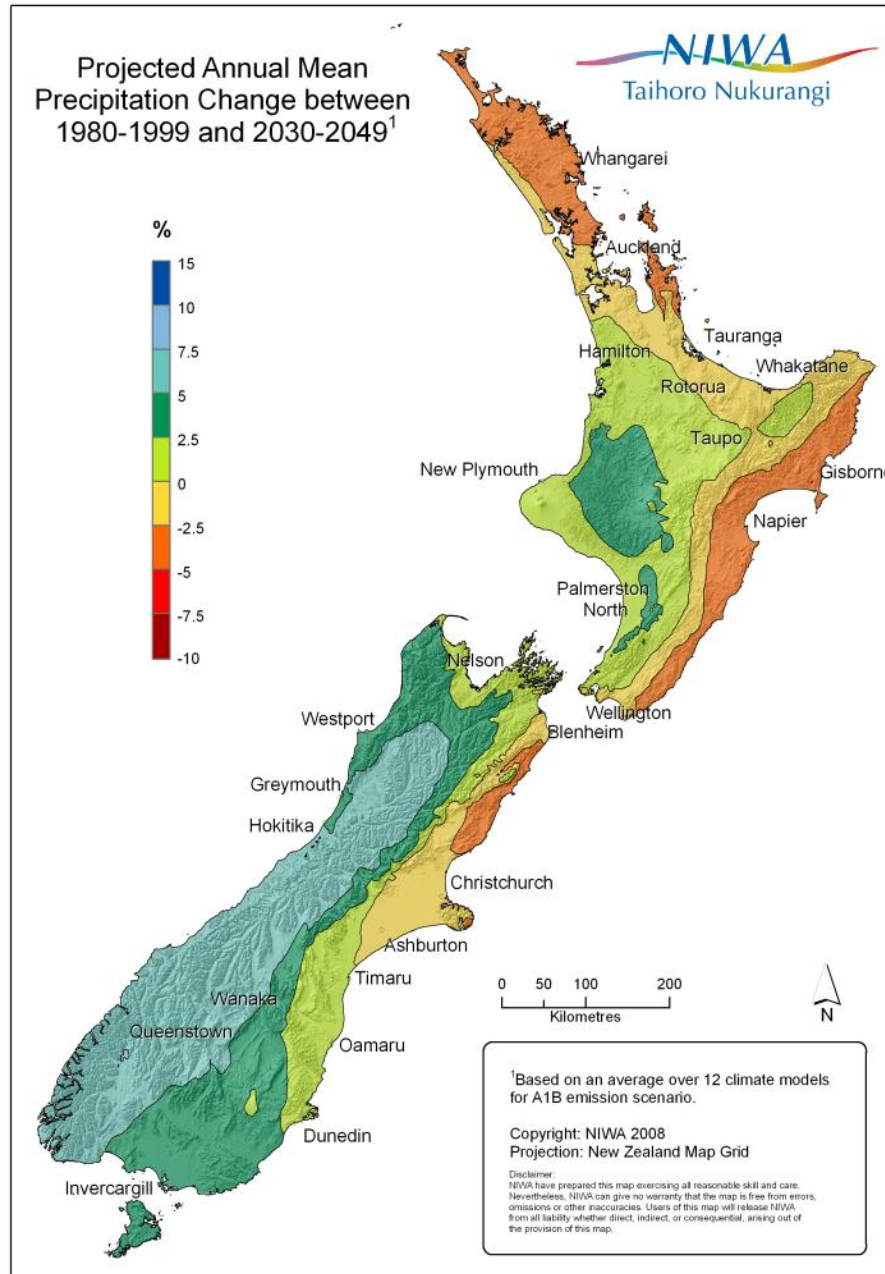 Projected Annual Mean
Precipitation Change between
1980-1999 and 2030-2049¹
NIWA
Taihoro Nukurangi
%
15
10
7.5
5
2.5
0
-2.5
-5
-7.5
-10
Whangarei
Auckland
Tauranga
Hamilton
Whakatane
Rotorua
Taupo
New Plymouth
Gisborne
Napier
Palmerston
North
Nelson
Wellington
Westport
Blenheim
Greymouth
Hokitika
Christchurch
Ashburton
Timaru
Wanaka
Queenstown
Oamaru
Dunedin
Invercargill
0 50 100 200
Kilometres
N
¹Based on an average over 12 climate models
for A1B emission scenario.
Copyright: NIWA 2008
Projection: New Zealand Map Grid
Disclaimer:
NIWA have prepared this map exercising all reasonable skill and care.
Nevertheless, NIWA can give no warranty that the map is free from errors,
omissions or other inaccuracies. Users of this map will release NIWA
from all liability whether direct, indirect, or consequential, arising out of
the provision of this map.